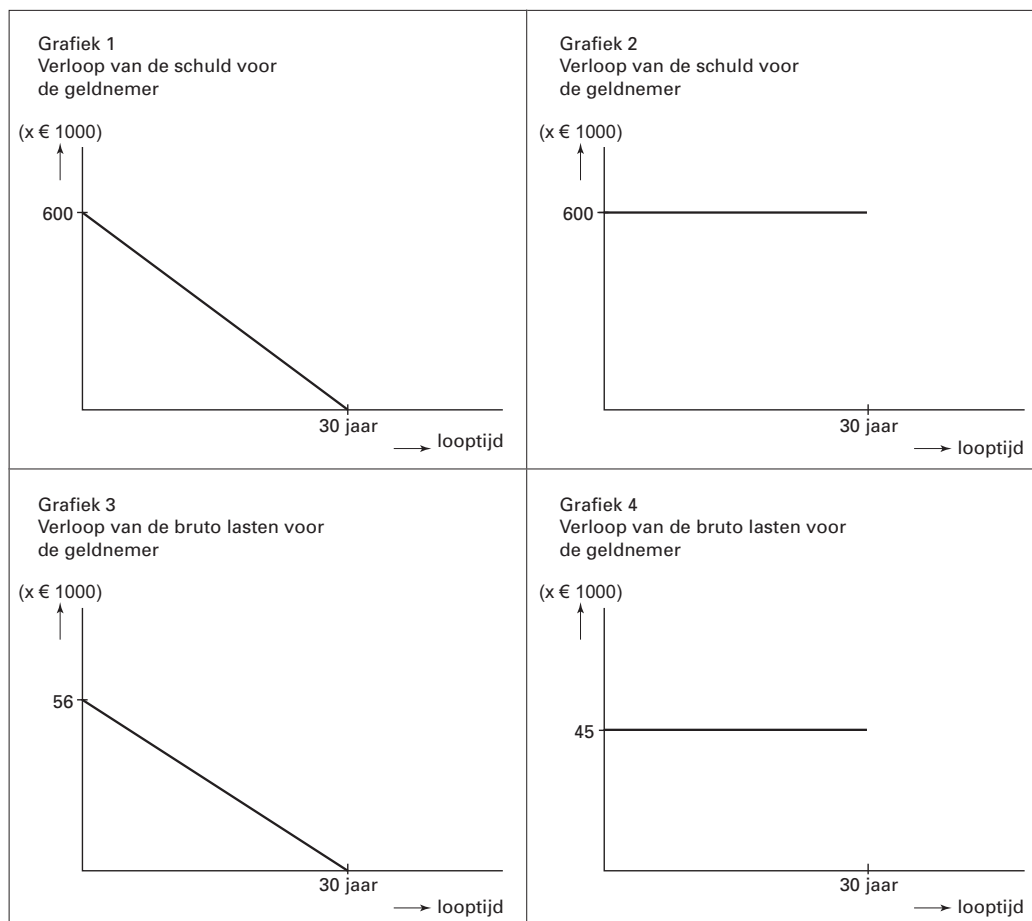 Grafiek 1
Verloop van de schuld voor
de geldnemer
(x € 1000)
600
30 jaar
looptijd
Grafiek 2
Verloop van de schuld voor
de geldnemer
(x € 1000)
600
30 jaar
looptijd
Grafiek 3
Verloop van de bruto lasten voor
de geldnemer
(x € 1000)
56
30 jaar
looptijd
Grafiek 4
Verloop van de bruto lasten voor
de geldnemer
(x € 1000)
45
30 jaar
looptijd